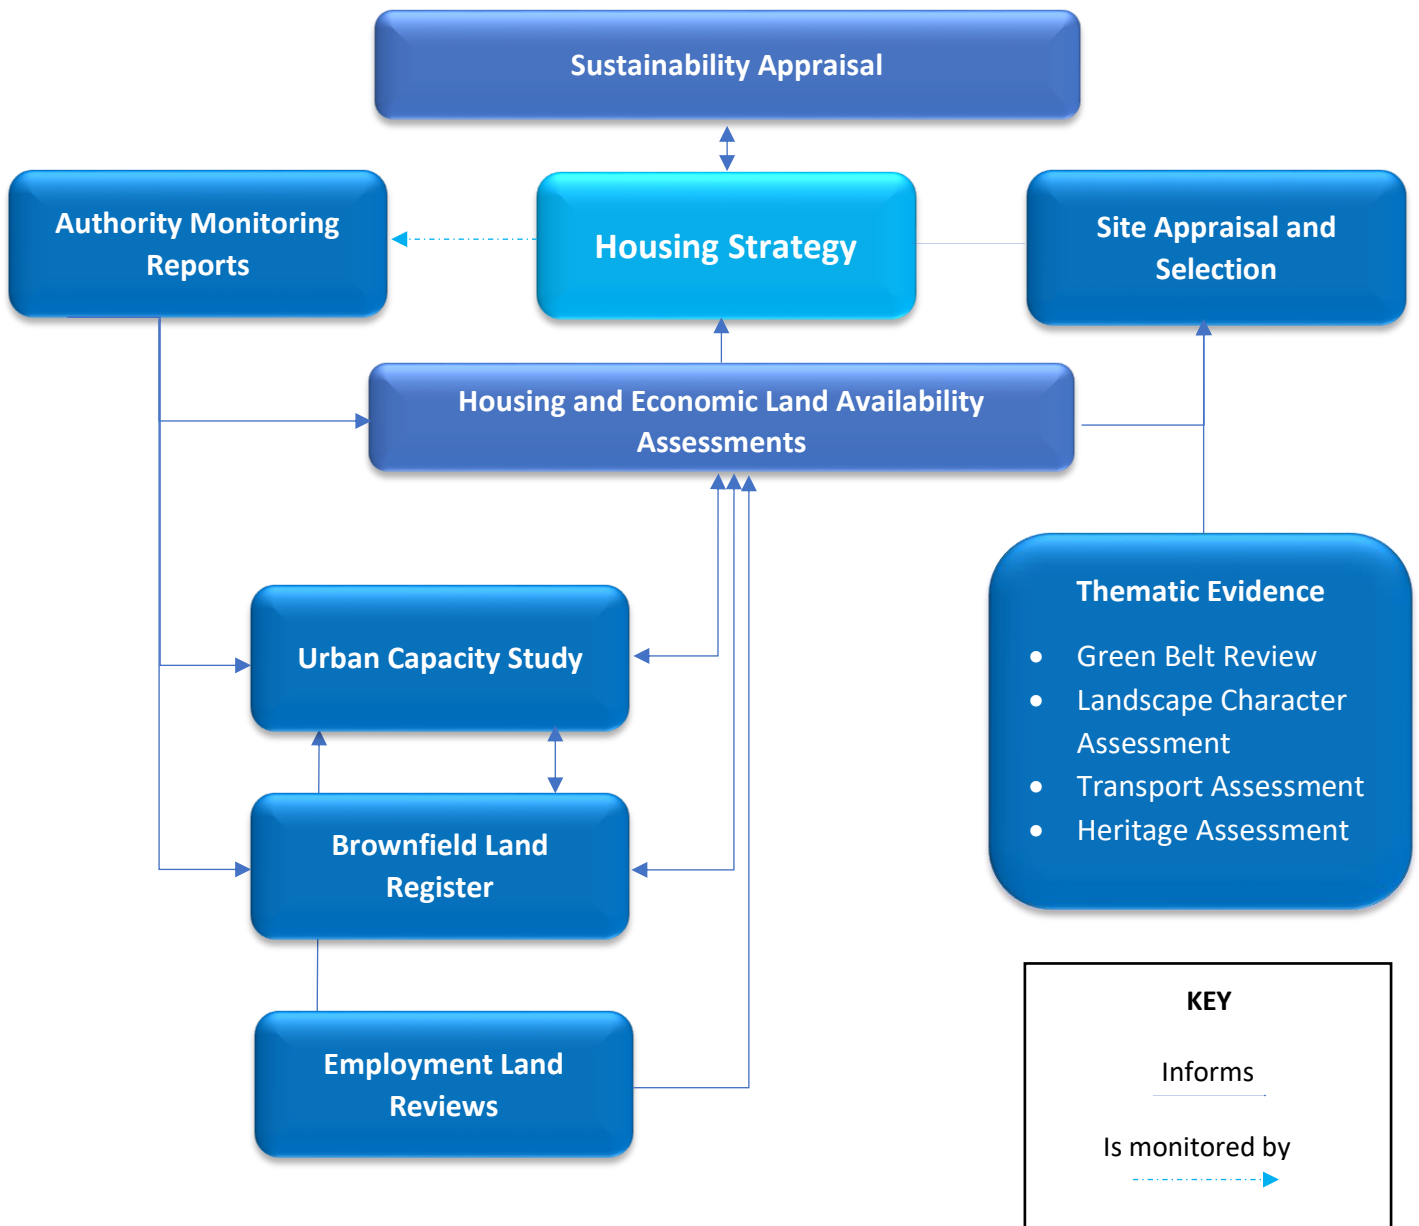 Sustainability Appraisal
Authority Monitoring
Reports
Housing Strategy
Site Appraisal and
Selection
Housing and Economic Land Availability
Assessments
Urban Capacity Study
Thematic Evidence
• Green Belt Review
• Landscape Character
Assessment
• Transport Assessment
• Heritage Assessment
Brownfield Land
Register
Employment Land
Reviews
KEY
Informs
Is monitored by